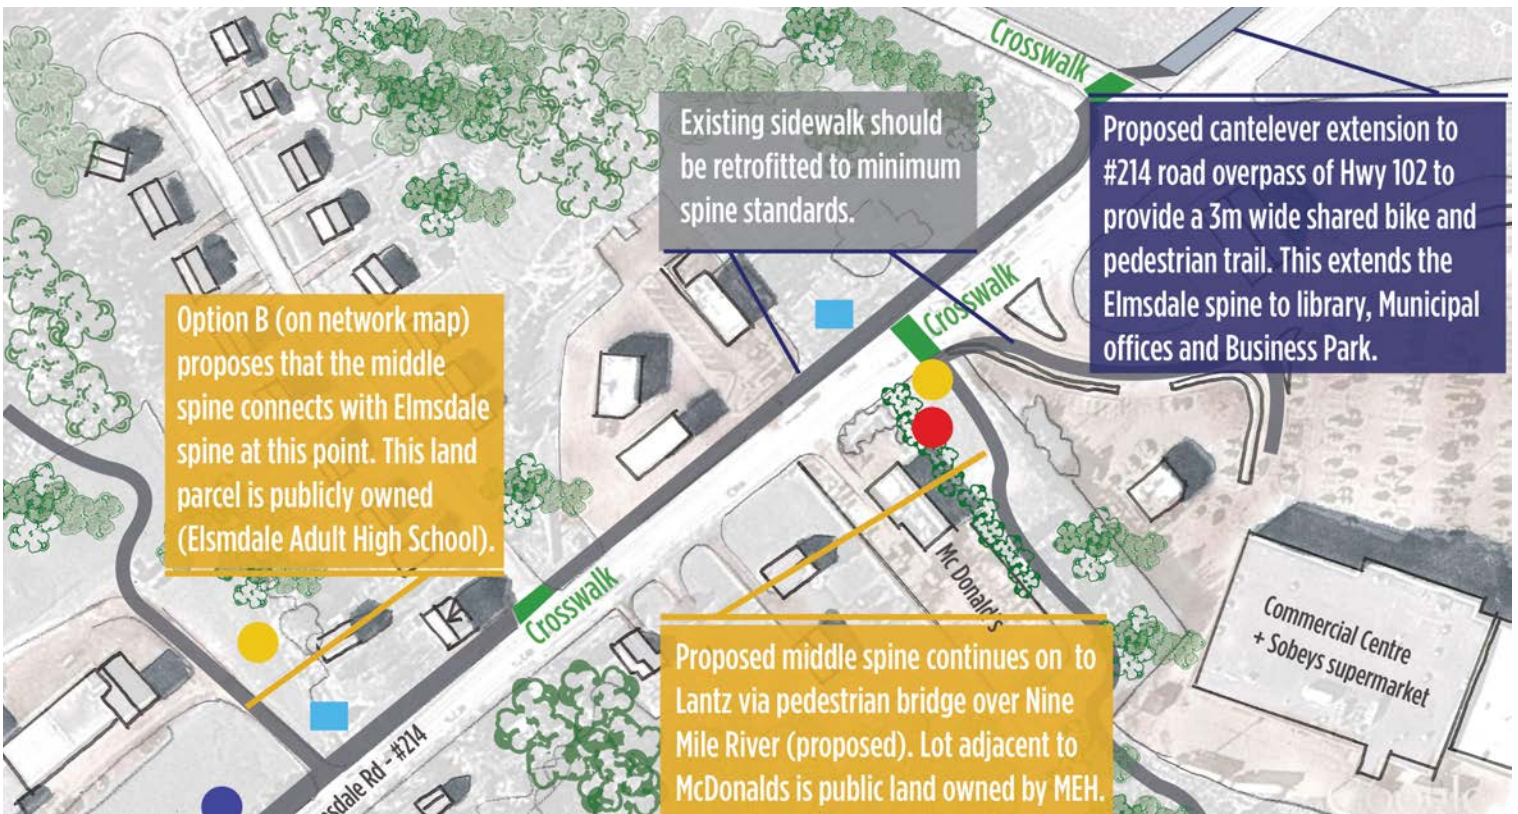 Crosswalk
Existing sidewalk should
be retrofitted to minimum
spine standards.
Proposed cantelever extension to
#214 road overpass of Hwy 102 to
provide a 3m wide shared bike and
pedestrian trail. This extends the
Elmsdale spine to library, Municipal
offices and Business Park.
Crosswalk
Option B (on network map)
proposes that the middle
spine connects with Elmsdale
spine at this point. This land
parcel is publicly owned
(Elsmdale Adult High School).
Mc Donald's
Crosswalk
Commercial Centre
+ Sobeys supermarket
Proposed middle spine continues on to
Lantz via pedestrian bridge over Nine
Mile River (proposed). Lot adjacent to
McDonalds is public land owned by MEH.
sdale Rd - #214